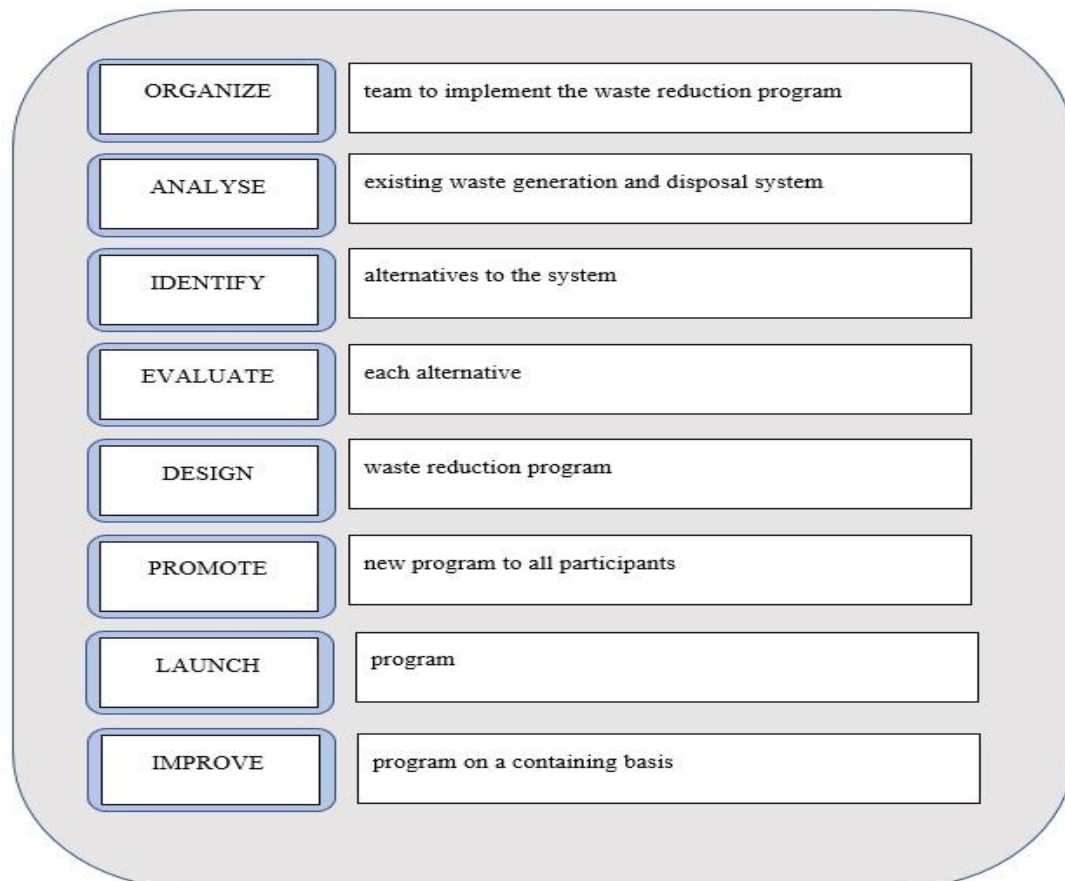 ORGANIZE team to implement the waste reduction program
ANALYSE existing waste generation and disposal system
IDENTIFY alternatives to the system
EVALUATE each alternative
DESIGN waste reduction program
PROMOTE new program to all participants
LAUNCH program
IMPROVE program on a containing basis